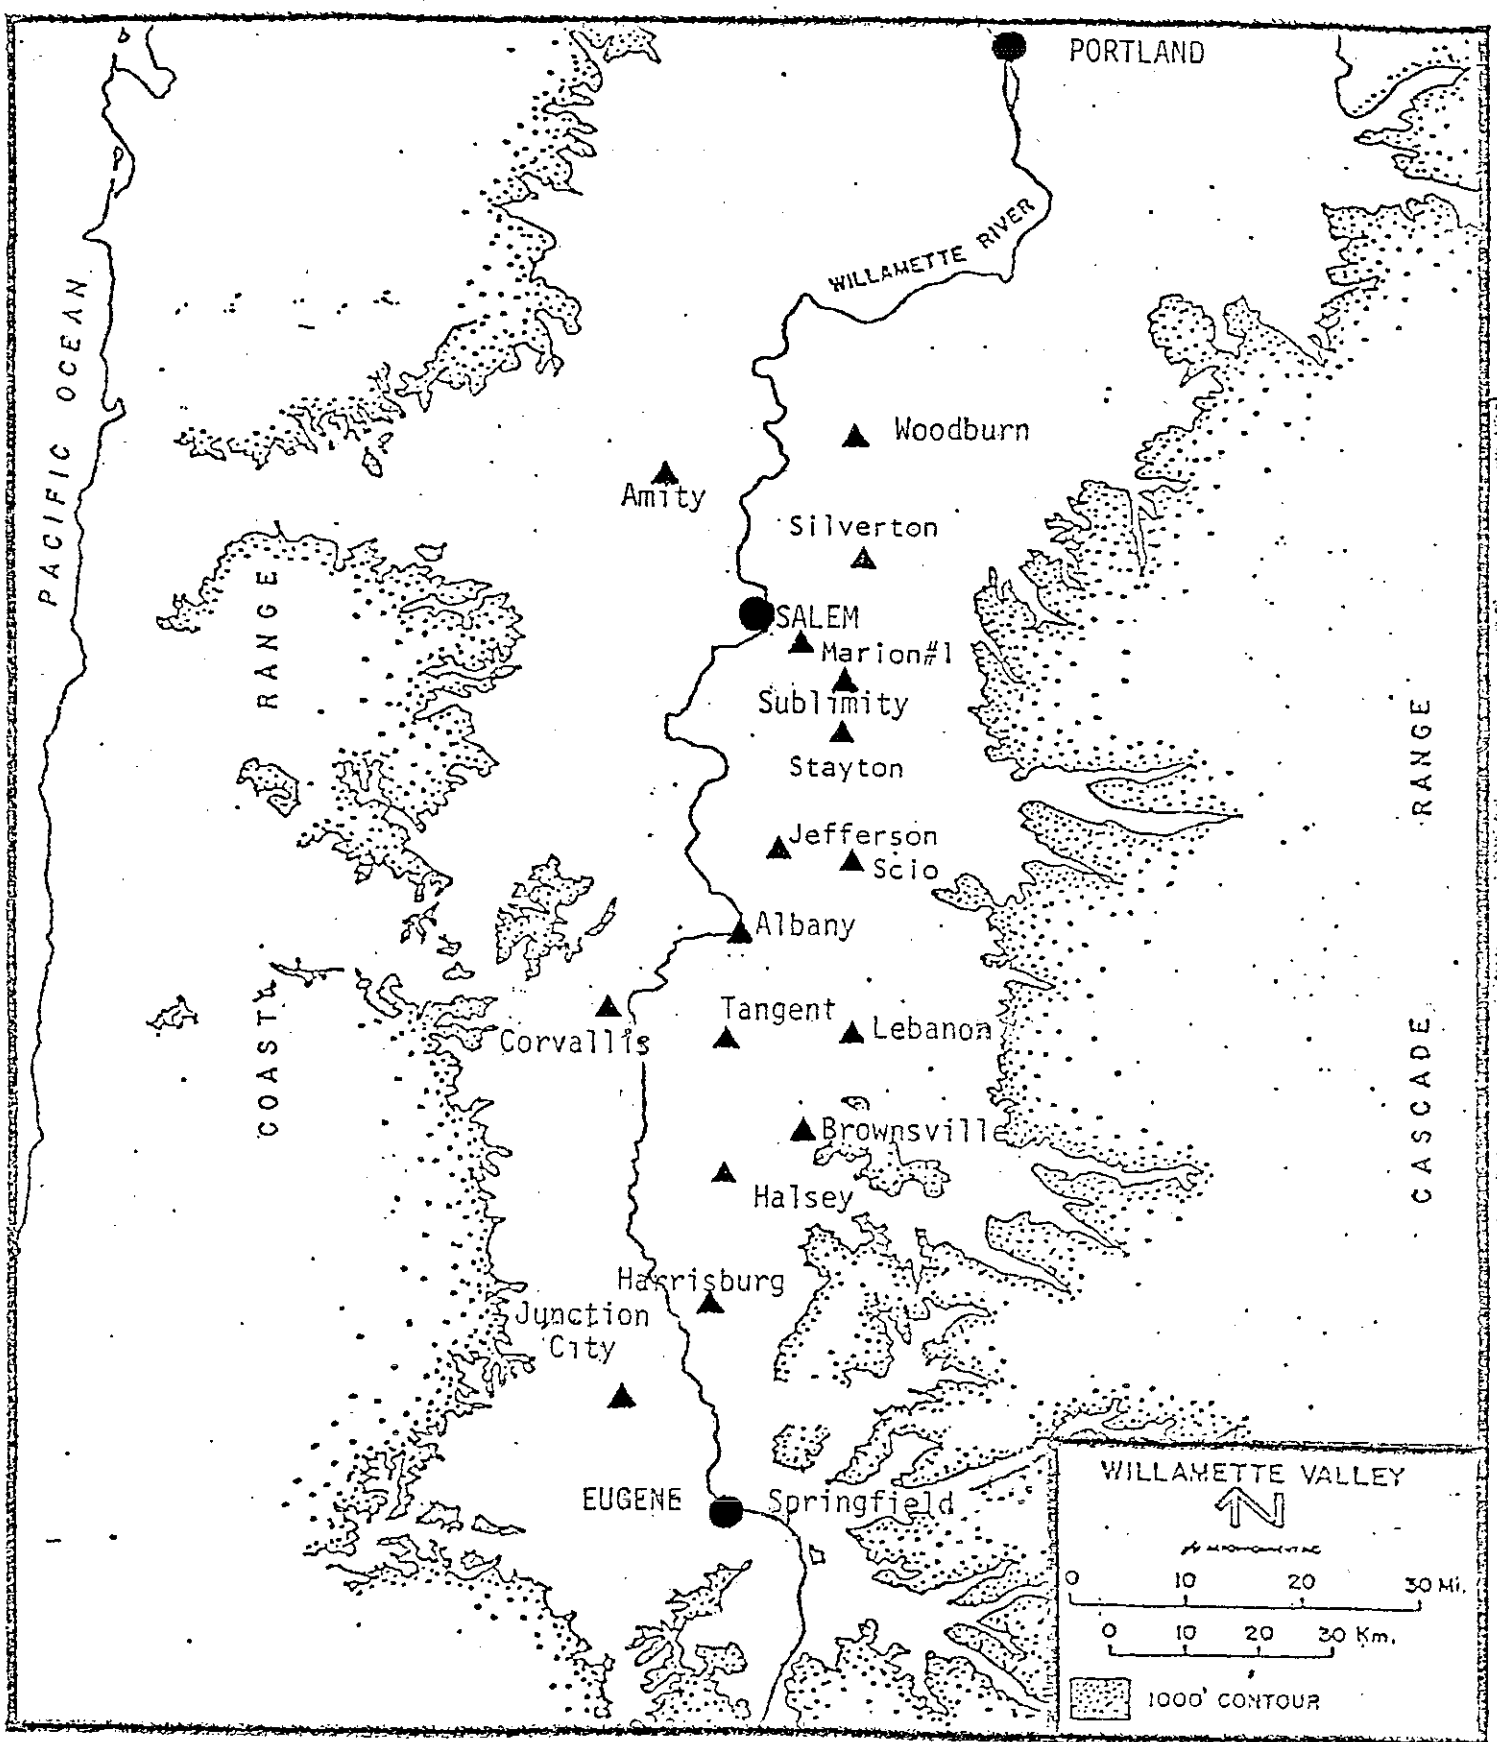 PORTLAND
WILLAMETTE RIVER
PACIFIC OCEAN
Woodburn
Amity
Silverton
SALEM
Marion#1
Sublimity
Stayton
RANGE
RANGE
Jefferson
Scio
Albany
COAST
Tangent
Lebanon
Corvallis
CASCADE
Brownsville
Halsey
Harrisburg
Junction
City
EUGENE
Springfield
WILLAMETTE VALLEY
N
0 10 20 30 Mi.
0 10 20 30 Km.
1000' CONTOUR